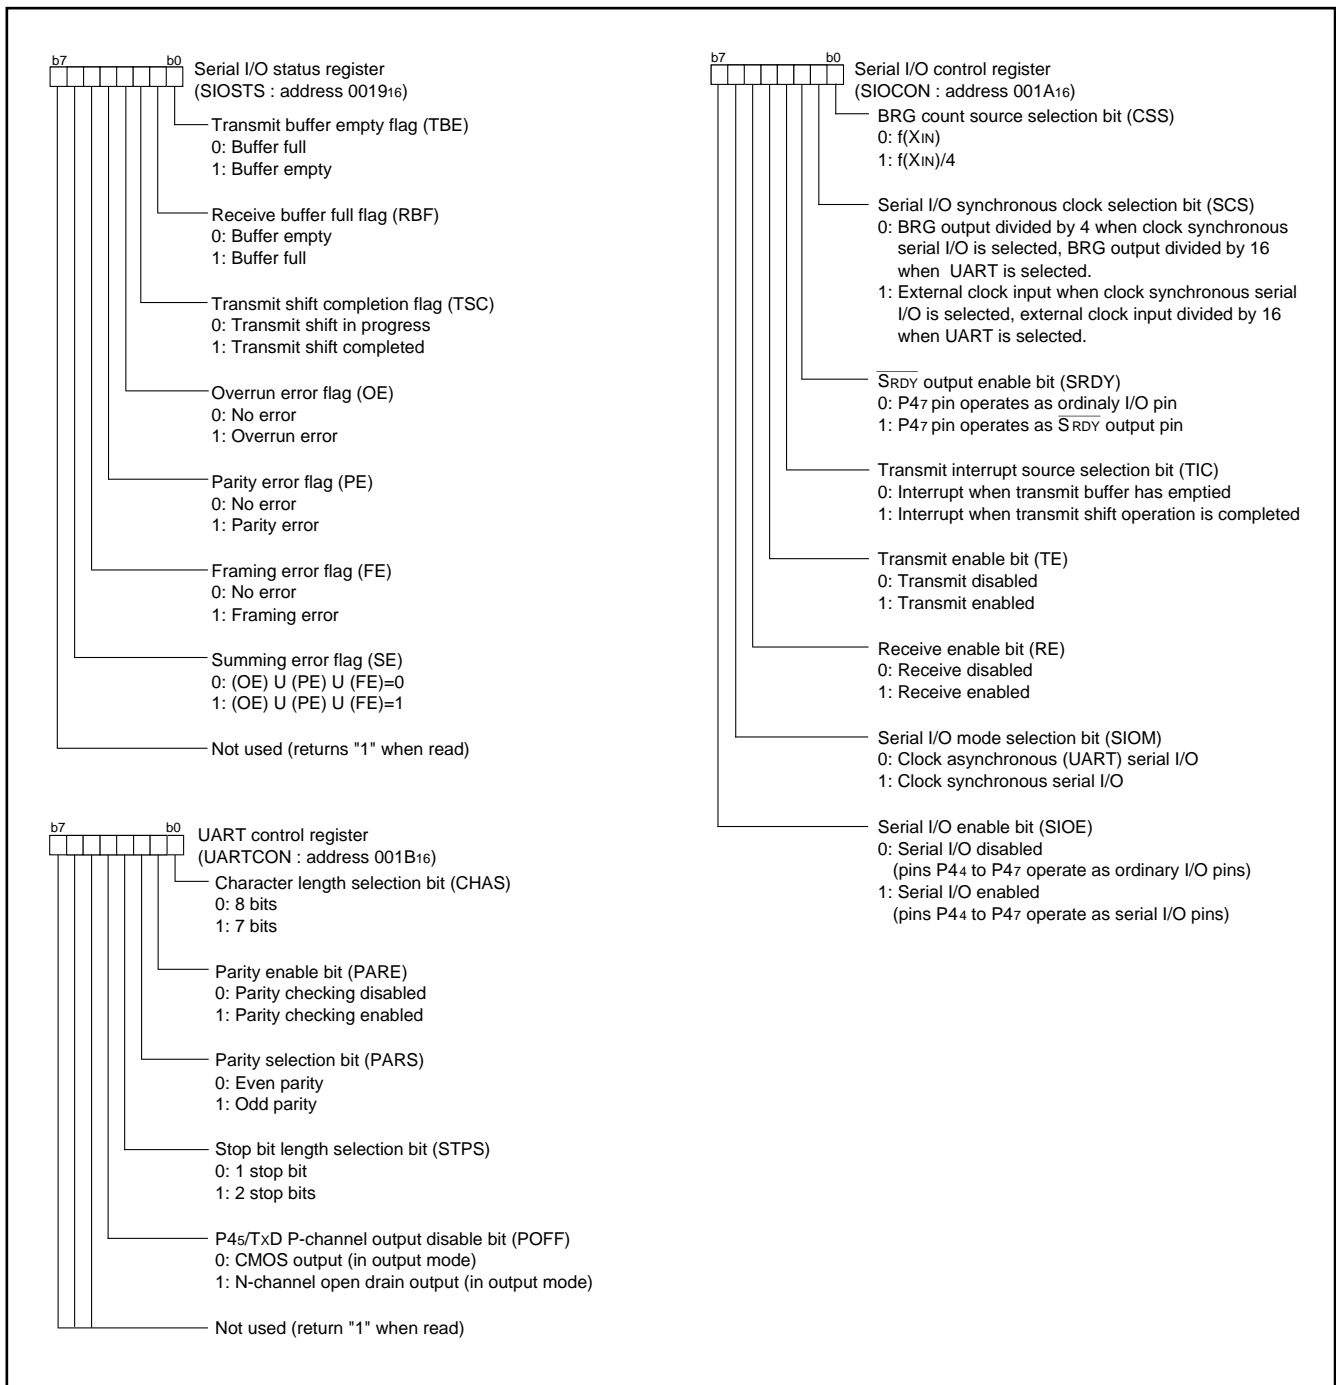 b7 b0
Serial I/O status register
(SIOSTS : address 001916)
Transmit buffer empty flag (TBE)
0: Buffer full
1: Buffer empty
Receive buffer full flag (RBF)
0: Buffer empty
1: Buffer full
Transmit shift completion flag (TSC)
0: Transmit shift in progress
1: Transmit shift completed
Overrun error flag (OE)
0: No error
1: Overrun error
Parity error flag (PE)
0: No error
1: Parity error
Framing error flag (FE)
0: No error
1: Framing error
Summing error flag (SE)
0: (OE) U (PE) U (FE)=0
1: (OE) U (PE) U (FE)=1
Not used (returns "1" when read)
b7 b0
UART control register
(UARTCON : address 001B16)
Character length selection bit (CHAS)
0: 8 bits
1: 7 bits
Parity enable bit (PARE)
0: Parity checking disabled
1: Parity checking enabled
Parity selection bit (PARS)
0: Even parity
1: Odd parity
Stop bit length selection bit (STPS)
0: 1 stop bit
1: 2 stop bits
P45/TxD P-channel output disable bit (POFF)
0: CMOS output (in output mode)
1: N-channel open drain output (in output mode)
Not used (return "1" when read)
b7 b0
Serial I/O control register
(SIOCON : address 001A16)
BRG count source selection bit (CSS)
0: f(XIN)
1: f(XIN)/4
Serial I/O synchronous clock selection bit (SCS)
0: BRG output divided by 4 when clock synchronous
serial I/O is selected, BRG output divided by 16
when UART is selected.
1: External clock input when clock synchronous serial
I/O is selected, external clock input divided by 16
when UART is selected.
SRDY output enable bit (SRDY)
0: P47 pin operates as ordinaly I/O pin
1: P47 pin operates as SRDY output pin
Transmit interrupt source selection bit (TIC)
0: Interrupt when transmit buffer has emptied
1: Interrupt when transmit shift operation is completed
Transmit enable bit (TE)
0: Transmit disabled
1: Transmit enabled
Receive enable bit (RE)
0: Receive disabled
1: Receive enabled
Serial I/O mode selection bit (SIOM)
0: Clock asynchronous (UART) serial I/O
1: Clock synchronous serial I/O
Serial I/O enable bit (SIOE)
0: Serial I/O disabled
(pins P44 to P47 operate as ordinary I/O pins)
1: Serial I/O enabled
(pins P44 to P47 operate as serial I/O pins)